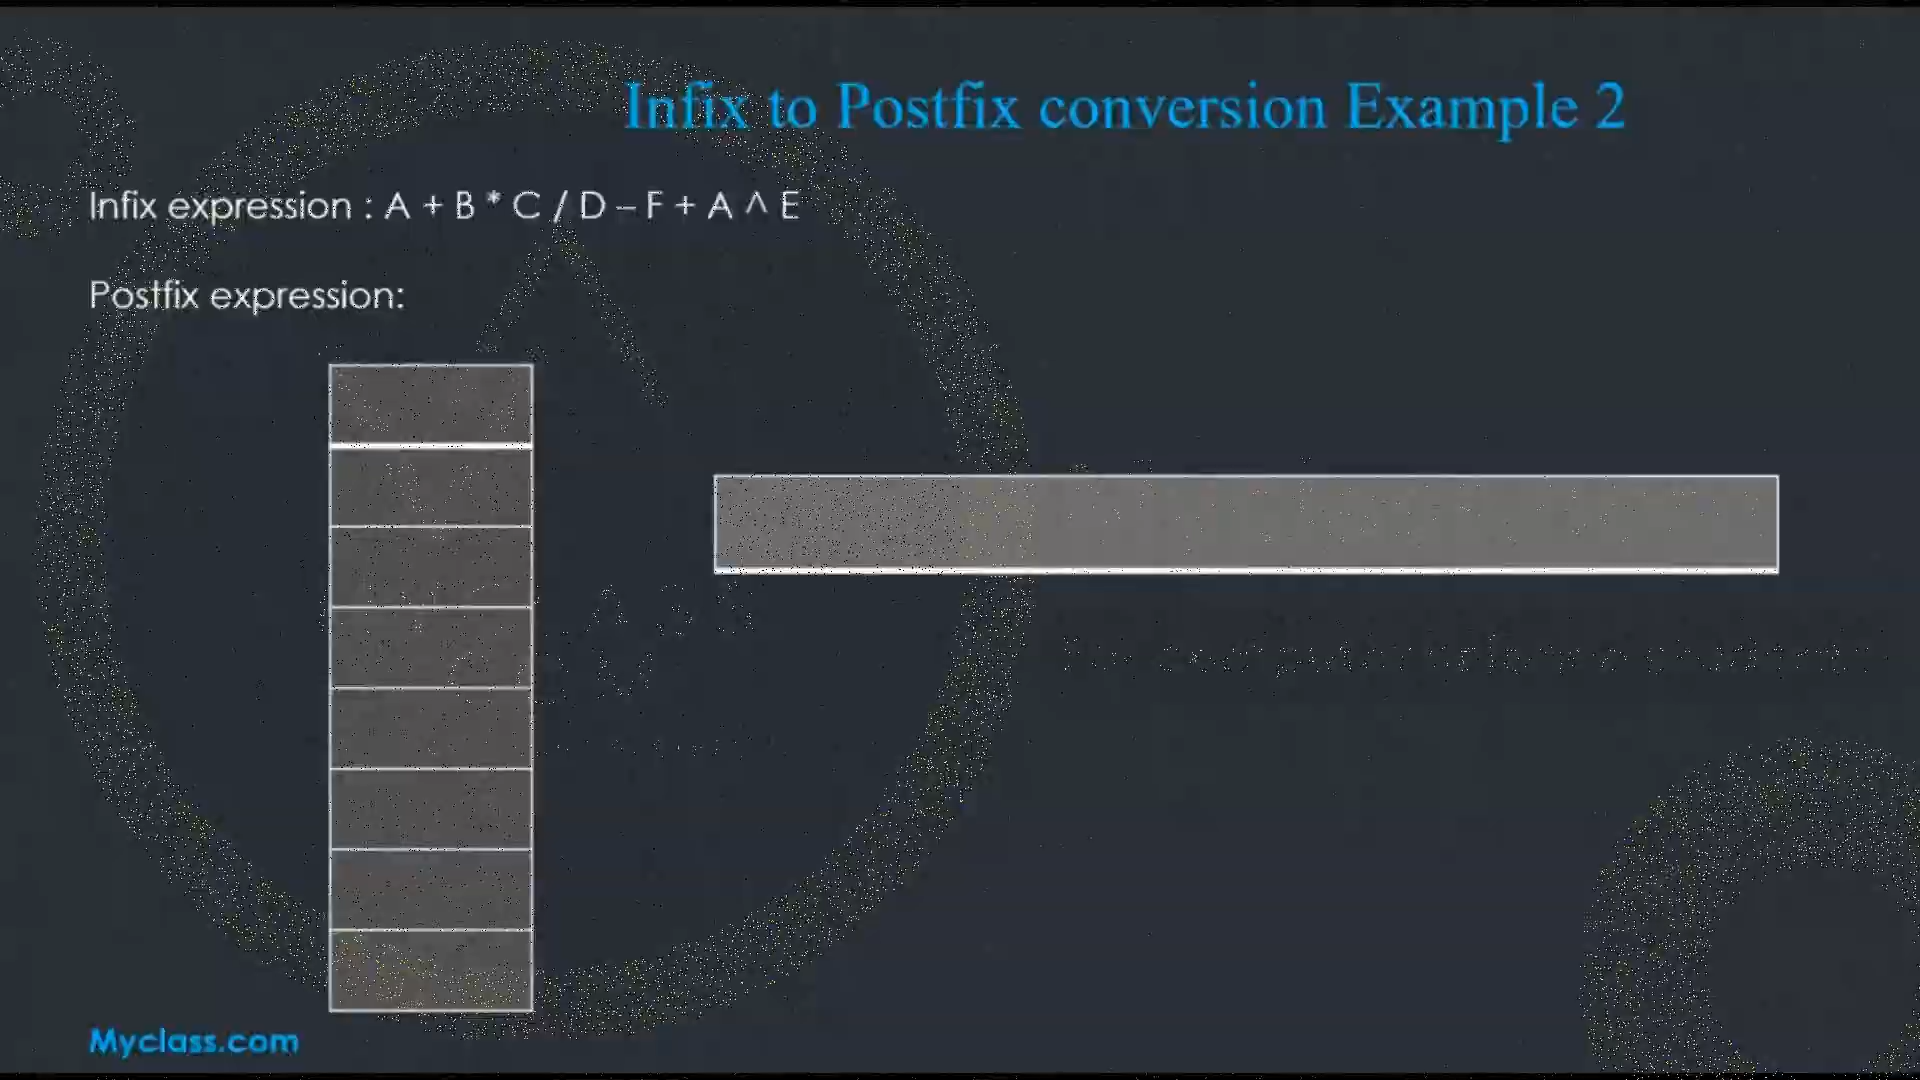 Infix to Postfix conversion Example 2
Infix expression : A + B * C / D – F + A ^ E
Postfix expression:
Myclass.com